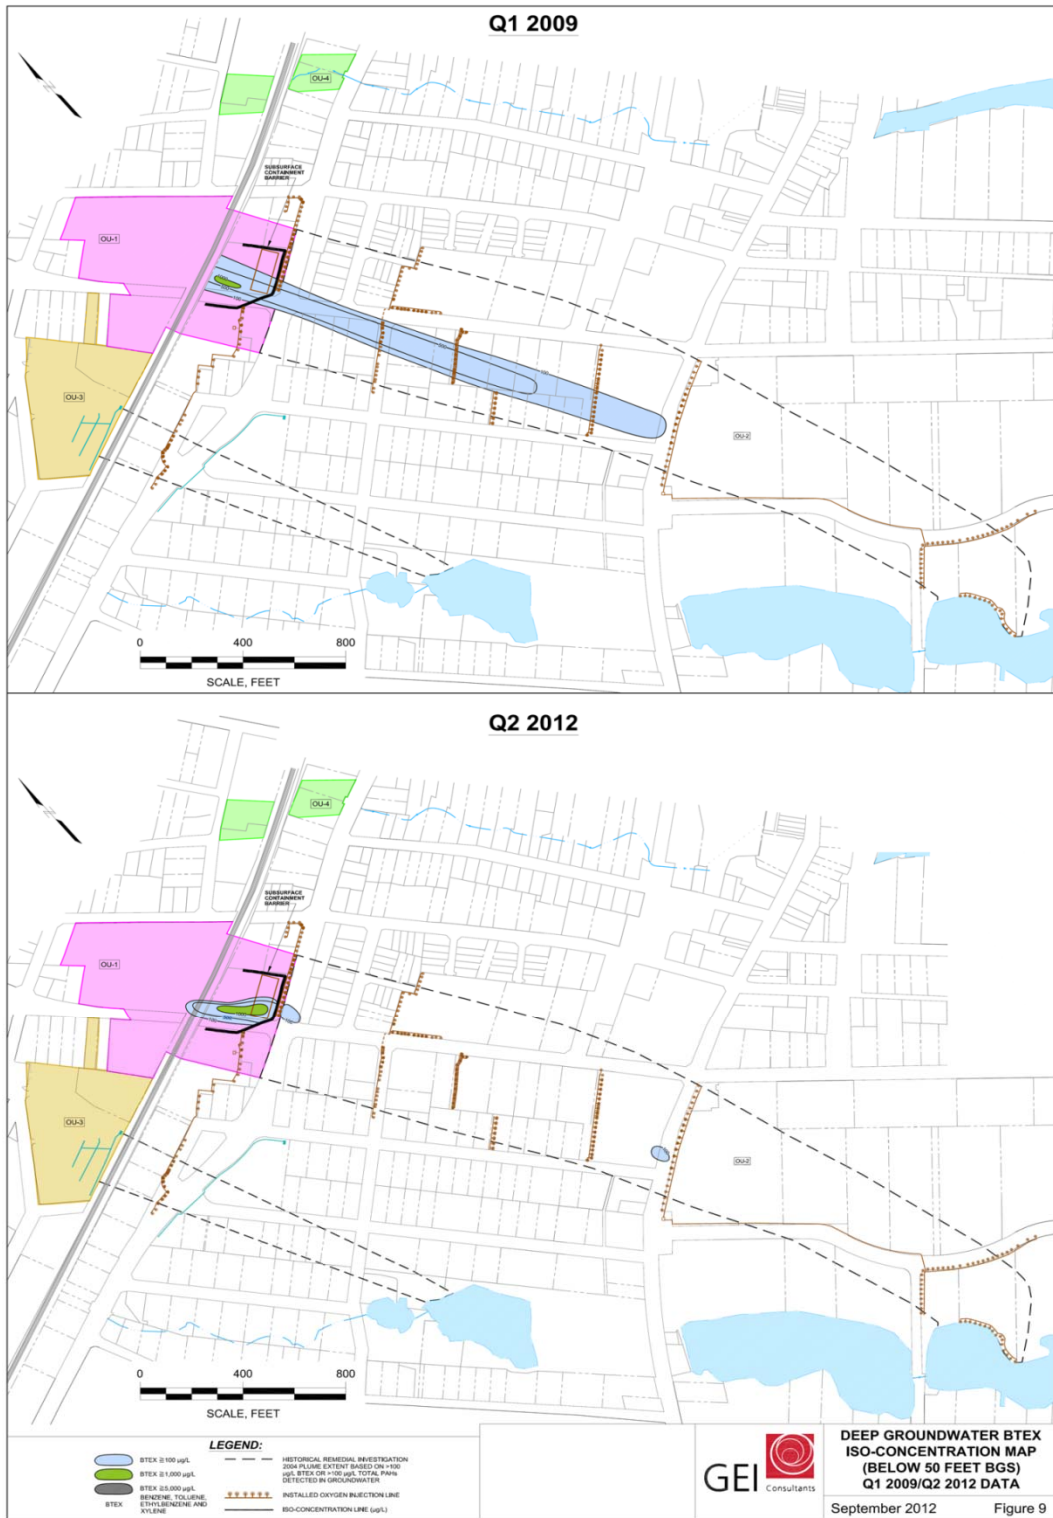 Q1 2009
OU-4
SUBSURFACE
CONTAINMENT
BARRIER
OU-1
OU-3
OU-2
0 400 800
SCALE, FEET
Q2 2012
OU-4
SUBSURFACE
CONTAINMENT
BARRIER
OU-1
OU-3
OU-2
0 400 800
SCALE, FEET
LEGEND:
BTEX ≥100 µg/L
BTEX ≥1,000 µg/L
BTEX ≥5,000 µg/L
BTEX
BENZENE, TOLUENE,
ETHYLBENZENE AND
XYLENE
HISTORICAL REMEDIAL INVESTIGATION
2004 PLUME EXTENT BASED ON >100
µg/L BTEX OR >100 µg/L TOTAL PAHs
DETECTED IN GROUNDWATER
INSTALLED OXYGEN INJECTION LINE
ISO-CONCENTRATION LINE (µg/L)
GEI Consultants
DEEP GROUNDWATER BTEX
ISO-CONCENTRATION MAP
(BELOW 50 FEET BGS)
Q1 2009/Q2 2012 DATA
September 2012 Figure 9